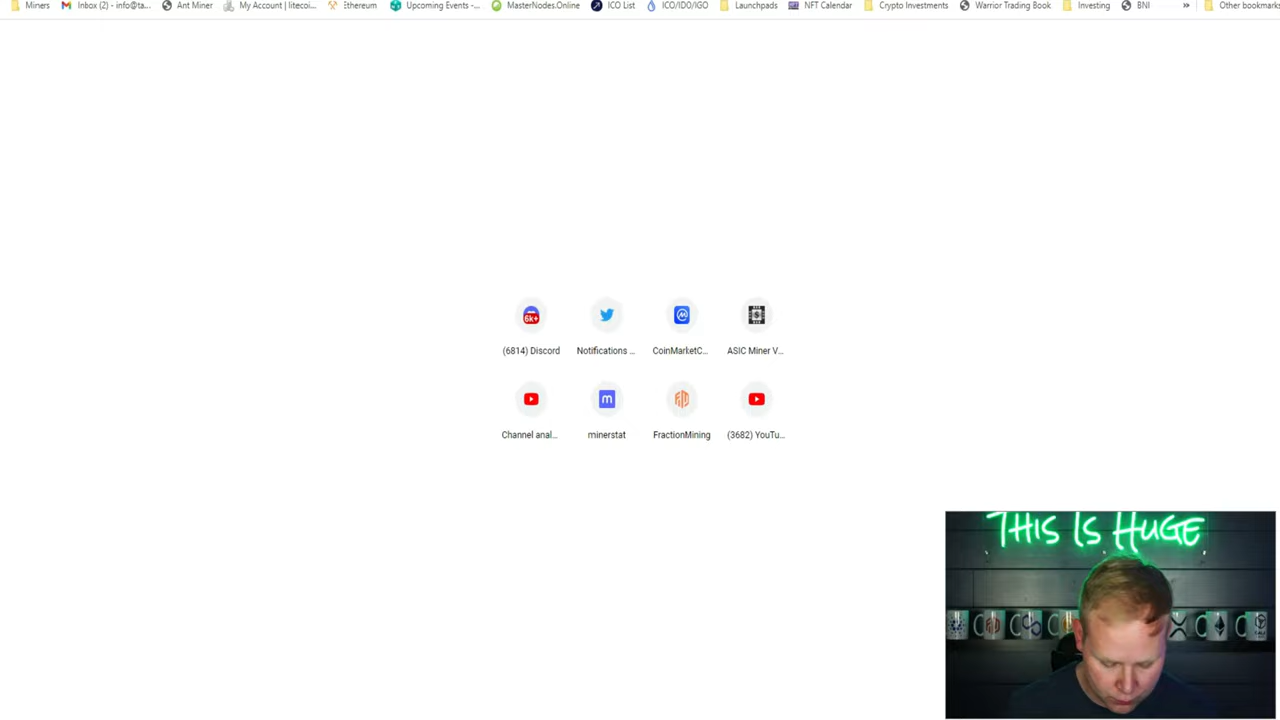 Miners Inbox (2) - info@ta... Ant Miner My Account | litecoi... Ethereum Upcoming Events -... MasterNodes.Online ICO List ICO/IDO/IGO Launchpads NFT Calendar Crypto Investments Warrior Trading Book Investing BNI » Other bookmarks
6k+
(6814) Discord Notifications ... CoinMarketC... ASIC Miner V...
m
Channel anal... minerstat FractionMining (3682) YouTu...
THIS IS HUGE